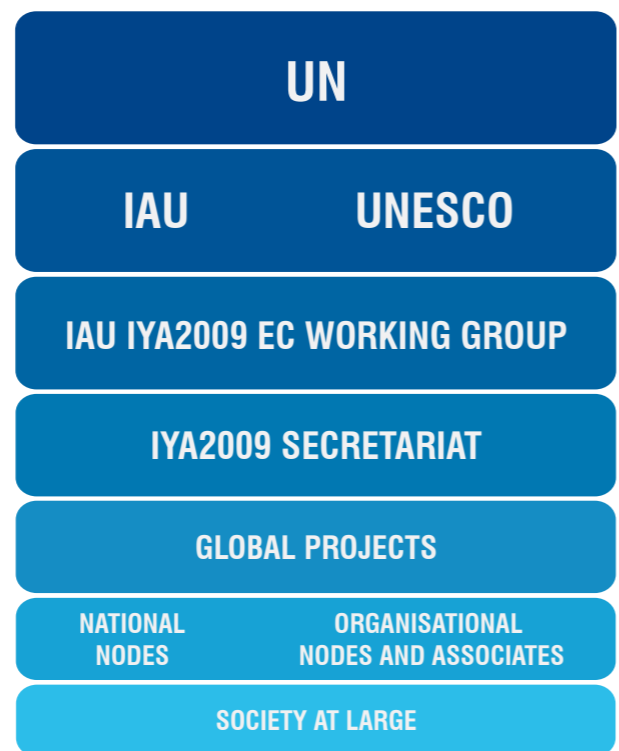 UN
IAU UNESCO
IAU IYA2009 EC WORKING GROUP
IYA2009 SECRETARIAT
GLOBAL PROJECTS
NATIONAL
NODES
ORGANISATIONAL
NODES AND ASSOCIATES
SOCIETY AT LARGE